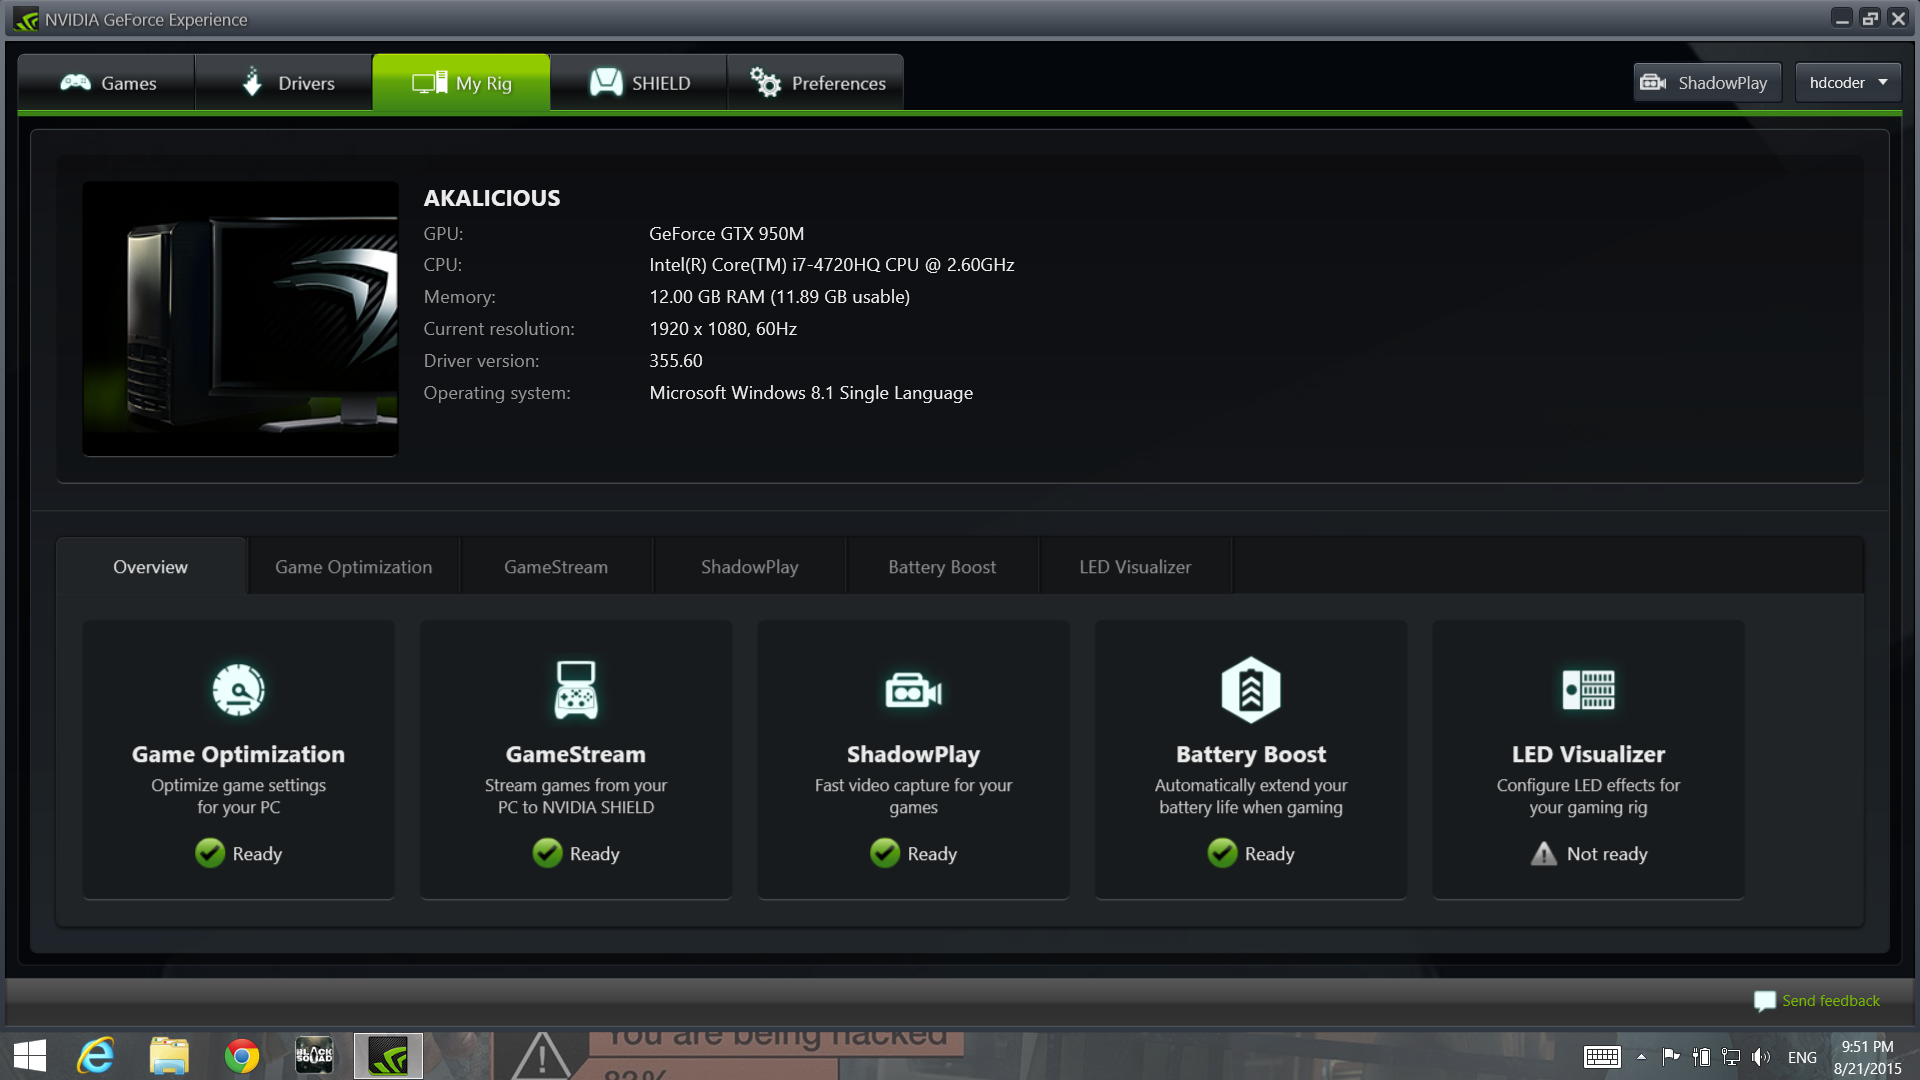 NVIDIA GeForce Experience
Games
Drivers
My Rig
SHIELD
Preferences
ShadowPlay
hdcoder
AKALICIOUS
GPU: GeForce GTX 950M
CPU: Intel(R) Core(TM) i7-4720HQ CPU @ 2.60GHz
Memory: 12.00 GB RAM (11.89 GB usable)
Current resolution: 1920 x 1080, 60Hz
Driver version: 355.60
Operating system: Microsoft Windows 8.1 Single Language
Overview
Game Optimization
GameStream
ShadowPlay
Battery Boost
LED Visualizer
Game Optimization
Optimize game settings
for your PC
Ready
GameStream
Stream games from your
PC to NVIDIA SHIELD
Ready
ShadowPlay
Fast video capture for your
games
Ready
Battery Boost
Automatically extend your
battery life when gaming
Ready
LED Visualizer
Configure LED effects for
your gaming rig
Not ready
Send feedback
You are being hacked
83%
BLACK
SQUAD
ENG
9:51 PM
8/21/2015